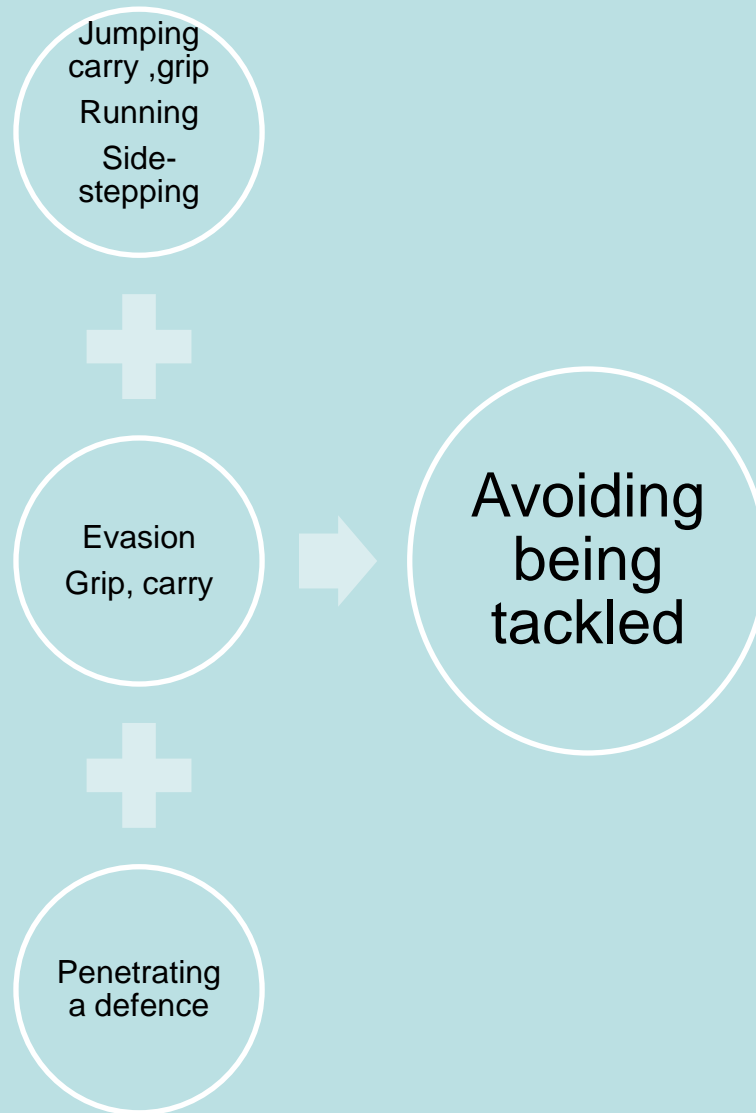 Jumping
carry ,grip
Running
Side-
stepping
Evasion
Grip, carry
Avoiding
being
tackled
Penetrating
a defence